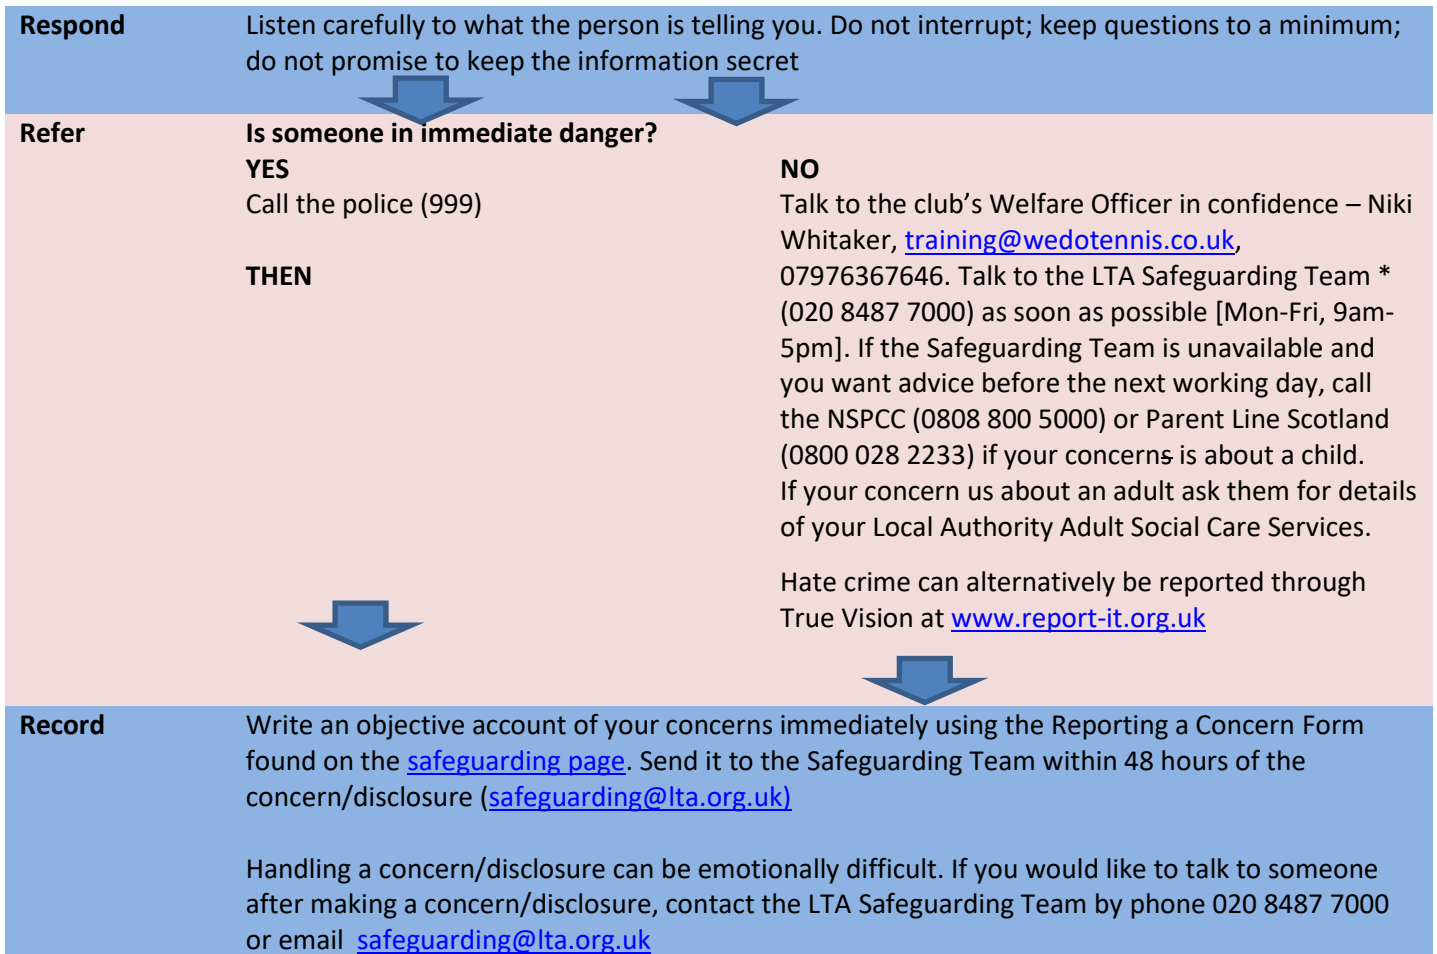 Respond
Listen carefully to what the person is telling you. Do not interrupt; keep questions to a minimum;
do not promise to keep the information secret
Refer
Is someone in immediate danger?
YES
Call the police (999)
THEN
NO
Talk to the club’s Welfare Officer in confidence – Niki
Whitaker, training@wedotennis.co.uk,
07976367646. Talk to the LTA Safeguarding Team *
(020 8487 7000) as soon as possible [Mon-Fri, 9am-
5pm]. If the Safeguarding Team is unavailable and
you want advice before the next working day, call
the NSPCC (0808 800 5000) or Parent Line Scotland
(0800 028 2233) if your concerns is about a child.
If your concern us about an adult ask them for details
of your Local Authority Adult Social Care Services.
Hate crime can alternatively be reported through
True Vision at www.report-it.org.uk
Record
Write an objective account of your concerns immediately using the Reporting a Concern Form
found on the safeguarding page. Send it to the Safeguarding Team within 48 hours of the
concern/disclosure (safeguarding@lta.org.uk)
Handling a concern/disclosure can be emotionally difficult. If you would like to talk to someone
after making a concern/disclosure, contact the LTA Safeguarding Team by phone 020 8487 7000
or email safeguarding@lta.org.uk